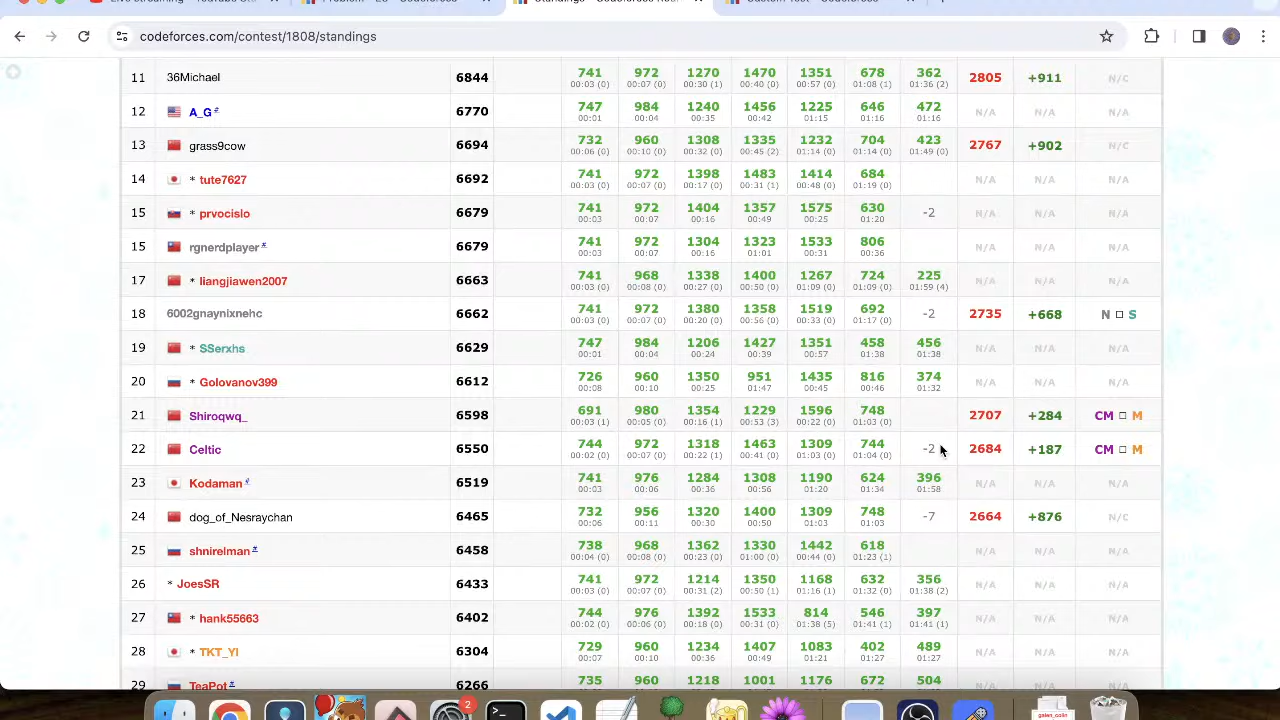 codeforces.com/contest/1808/standings
11 36Michael 6844 741 972 1270 1470 1351 678 362 2805 +911 N/C
00:03 (0) 00:07 (0) 00:30 (1) 00:40 (0) 00:57 (0) 01:08 (1) 01:36 (2)
12 A_G 6770 747 984 1240 1456 1225 646 472 N/A N/A N/A
00:01 00:04 00:35 00:42 01:15 01:16 01:16
13 grass9cow 6694 732 960 1308 1335 1232 704 423 2767 +902 N/C
00:06 (0) 00:10 (0) 00:32 (0) 00:45 (2) 01:14 (0) 01:14 (0) 01:49 (0)
14 * tute7627 6692 741 972 1398 1483 1414 684 N/A N/A N/A
00:03 (0) 00:07 (0) 00:17 (0) 00:31 (1) 00:48 (0) 01:19 (0)
15 * prvocislo 6679 741 972 1404 1357 1575 630 -2 N/A N/A N/A
00:03 00:07 00:16 00:49 00:25 01:20
15 rgnerdplayer 6679 741 972 1304 1323 1533 806 N/A N/A N/A
00:03 00:07 00:16 01:01 00:31 00:36
17 * liangjiawen2007 6663 741 968 1338 1400 1267 724 225 N/A N/A N/A
00:03 (0) 00:08 (0) 00:27 (0) 00:50 (0) 01:09 (0) 01:09 (0) 01:59 (4)
18 6002gnaynixnehc 6662 741 972 1380 1358 1519 692 -2 2735 +668 N □ S
00:03 (0) 00:07 (0) 00:20 (0) 00:56 (0) 00:33 (0) 01:17 (0)
19 * SSerxhs 6629 747 984 1206 1427 1351 458 456 N/A N/A N/A
00:01 00:04 00:24 00:39 00:57 01:38 01:38
20 * Golovanov399 6612 726 960 1350 951 1435 816 374 N/A N/A N/A
00:08 00:10 00:25 01:47 00:45 00:46 01:32
21 Shiroqwq_ 6598 691 980 1354 1229 1596 748 2707 +284 CM □ M
00:03 (1) 00:05 (0) 00:16 (1) 00:53 (3) 00:22 (0) 01:03 (0)
22 Celtic 6550 744 972 1318 1463 1309 744 -2 2684 +187 CM □ M
00:02 (0) 00:07 (0) 00:22 (1) 00:41 (0) 01:03 (0) 01:04 (0)
23 Kodaman 6519 741 976 1284 1308 1190 624 396 N/A N/A N/A
00:03 00:06 00:36 00:56 01:20 01:34 01:58
24 dog_of_Nesraychan 6465 732 956 1320 1400 1309 748 -7 2664 +876 N/C
00:06 00:11 00:30 00:50 01:03 01:03
25 shnirelman 6458 738 968 1362 1330 1442 618 N/A N/A N/A
00:04 (0) 00:08 (0) 00:23 (0) 01:00 (0) 00:44 (0) 01:23 (1)
26 * JoesSR 6433 741 972 1214 1350 1168 632 356 N/A N/A N/A
00:03 (0) 00:07 (0) 00:31 (2) 00:50 (1) 01:16 (1) 01:32 (0) 01:38 (2)
27 * hank55663 6402 744 976 1392 1533 814 546 397 N/A N/A N/A
00:02 (0) 00:06 (0) 00:18 (0) 00:31 (0) 01:38 (5) 01:41 (1) 01:41 (1)
28 * TKT_YI 6304 729 960 1234 1407 1083 402 489 N/A N/A N/A
00:07 00:10 00:36 00:49 01:21 01:27 01:27
29 TeaPot 6266 735 960 1218 1001 1176 672 504
2
galen_colin